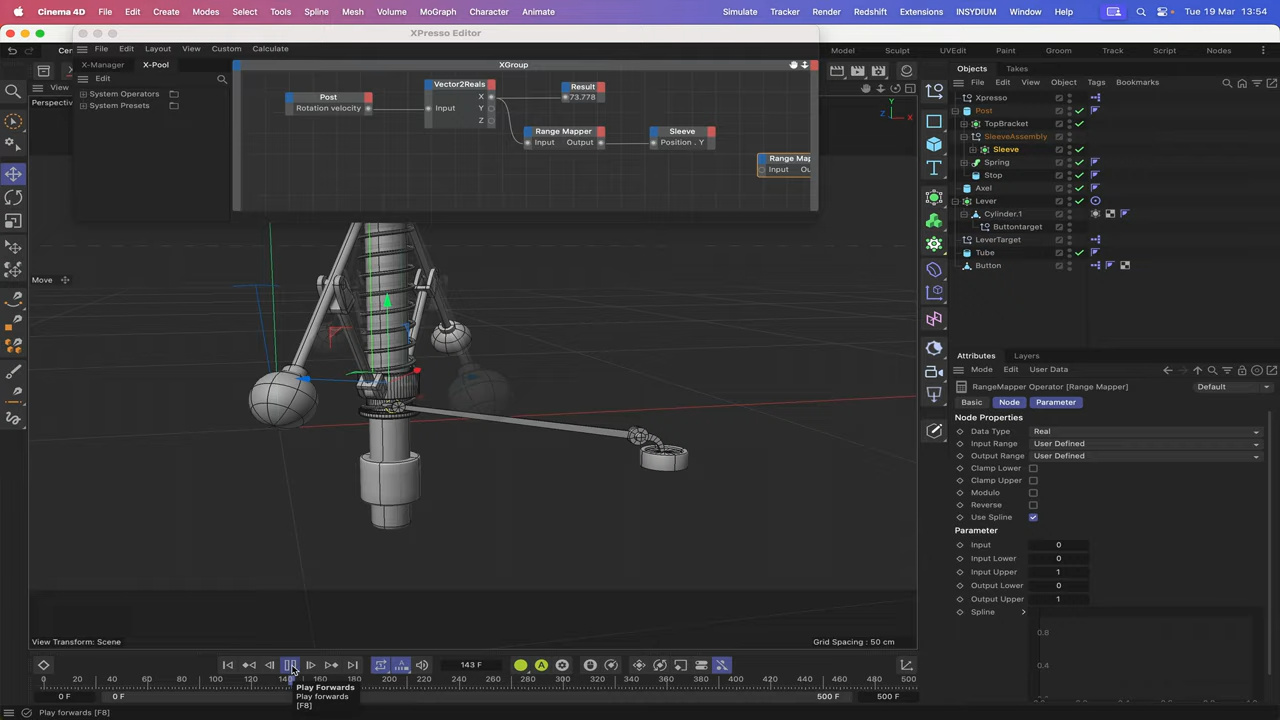 Cinema 4D File Edit Create Modes Select Tools Spline Mesh Volume MoGraph Character Animate Simulate Tracker Render Redshift Extensions INSYDIUM Window Help Tue 19 Mar 13:54
XPresso Editor
File Edit Layout View Custom Calculate
Model Sculpt UVEdit Paint Groom Track Script Nodes
X-Manager X-Pool
XGroup
Objects Takes
Edit
File Edit View Object Tags Bookmarks
View
System Operators
System Presets
Perspecti
Post
Rotation velocity
Vector2Reals
Input
X
Y
Z
Result
73.778
Range Mapper
Input Output
Sleeve
Position . Y
Range Map
Input Ou
Y
X
Xpresso
Post
TopBracket
SleeveAssembly
Sleeve
Spring
Stop
Axel
Lever
Cylinder.1
Buttontarget
LeverTarget
Tube
Button
Move
Attributes Layers
Mode Edit User Data
RangeMapper Operator [Range Mapper]
Default
Basic Node Parameter
Node Properties
Data Type Real
Input Range User Defined
Output Range User Defined
Clamp Lower
Clamp Upper
Modulo
Reverse
Use Spline
Parameter
Input 0
Input Lower 0
Input Upper 1
Output Lower 0
Output Upper 1
Spline
0.8
0.4
View Transform: Scene
Grid Spacing : 50 cm
143 F
0 20 40 60 80 100 120 140 160 180 200 220 240 260 280 300 320 340 360 380 400 420 440 460 480 500
0 F 0 F 500 F 500 F
Play Forwards
Play forwards
[F8]
Play forwards [F8]